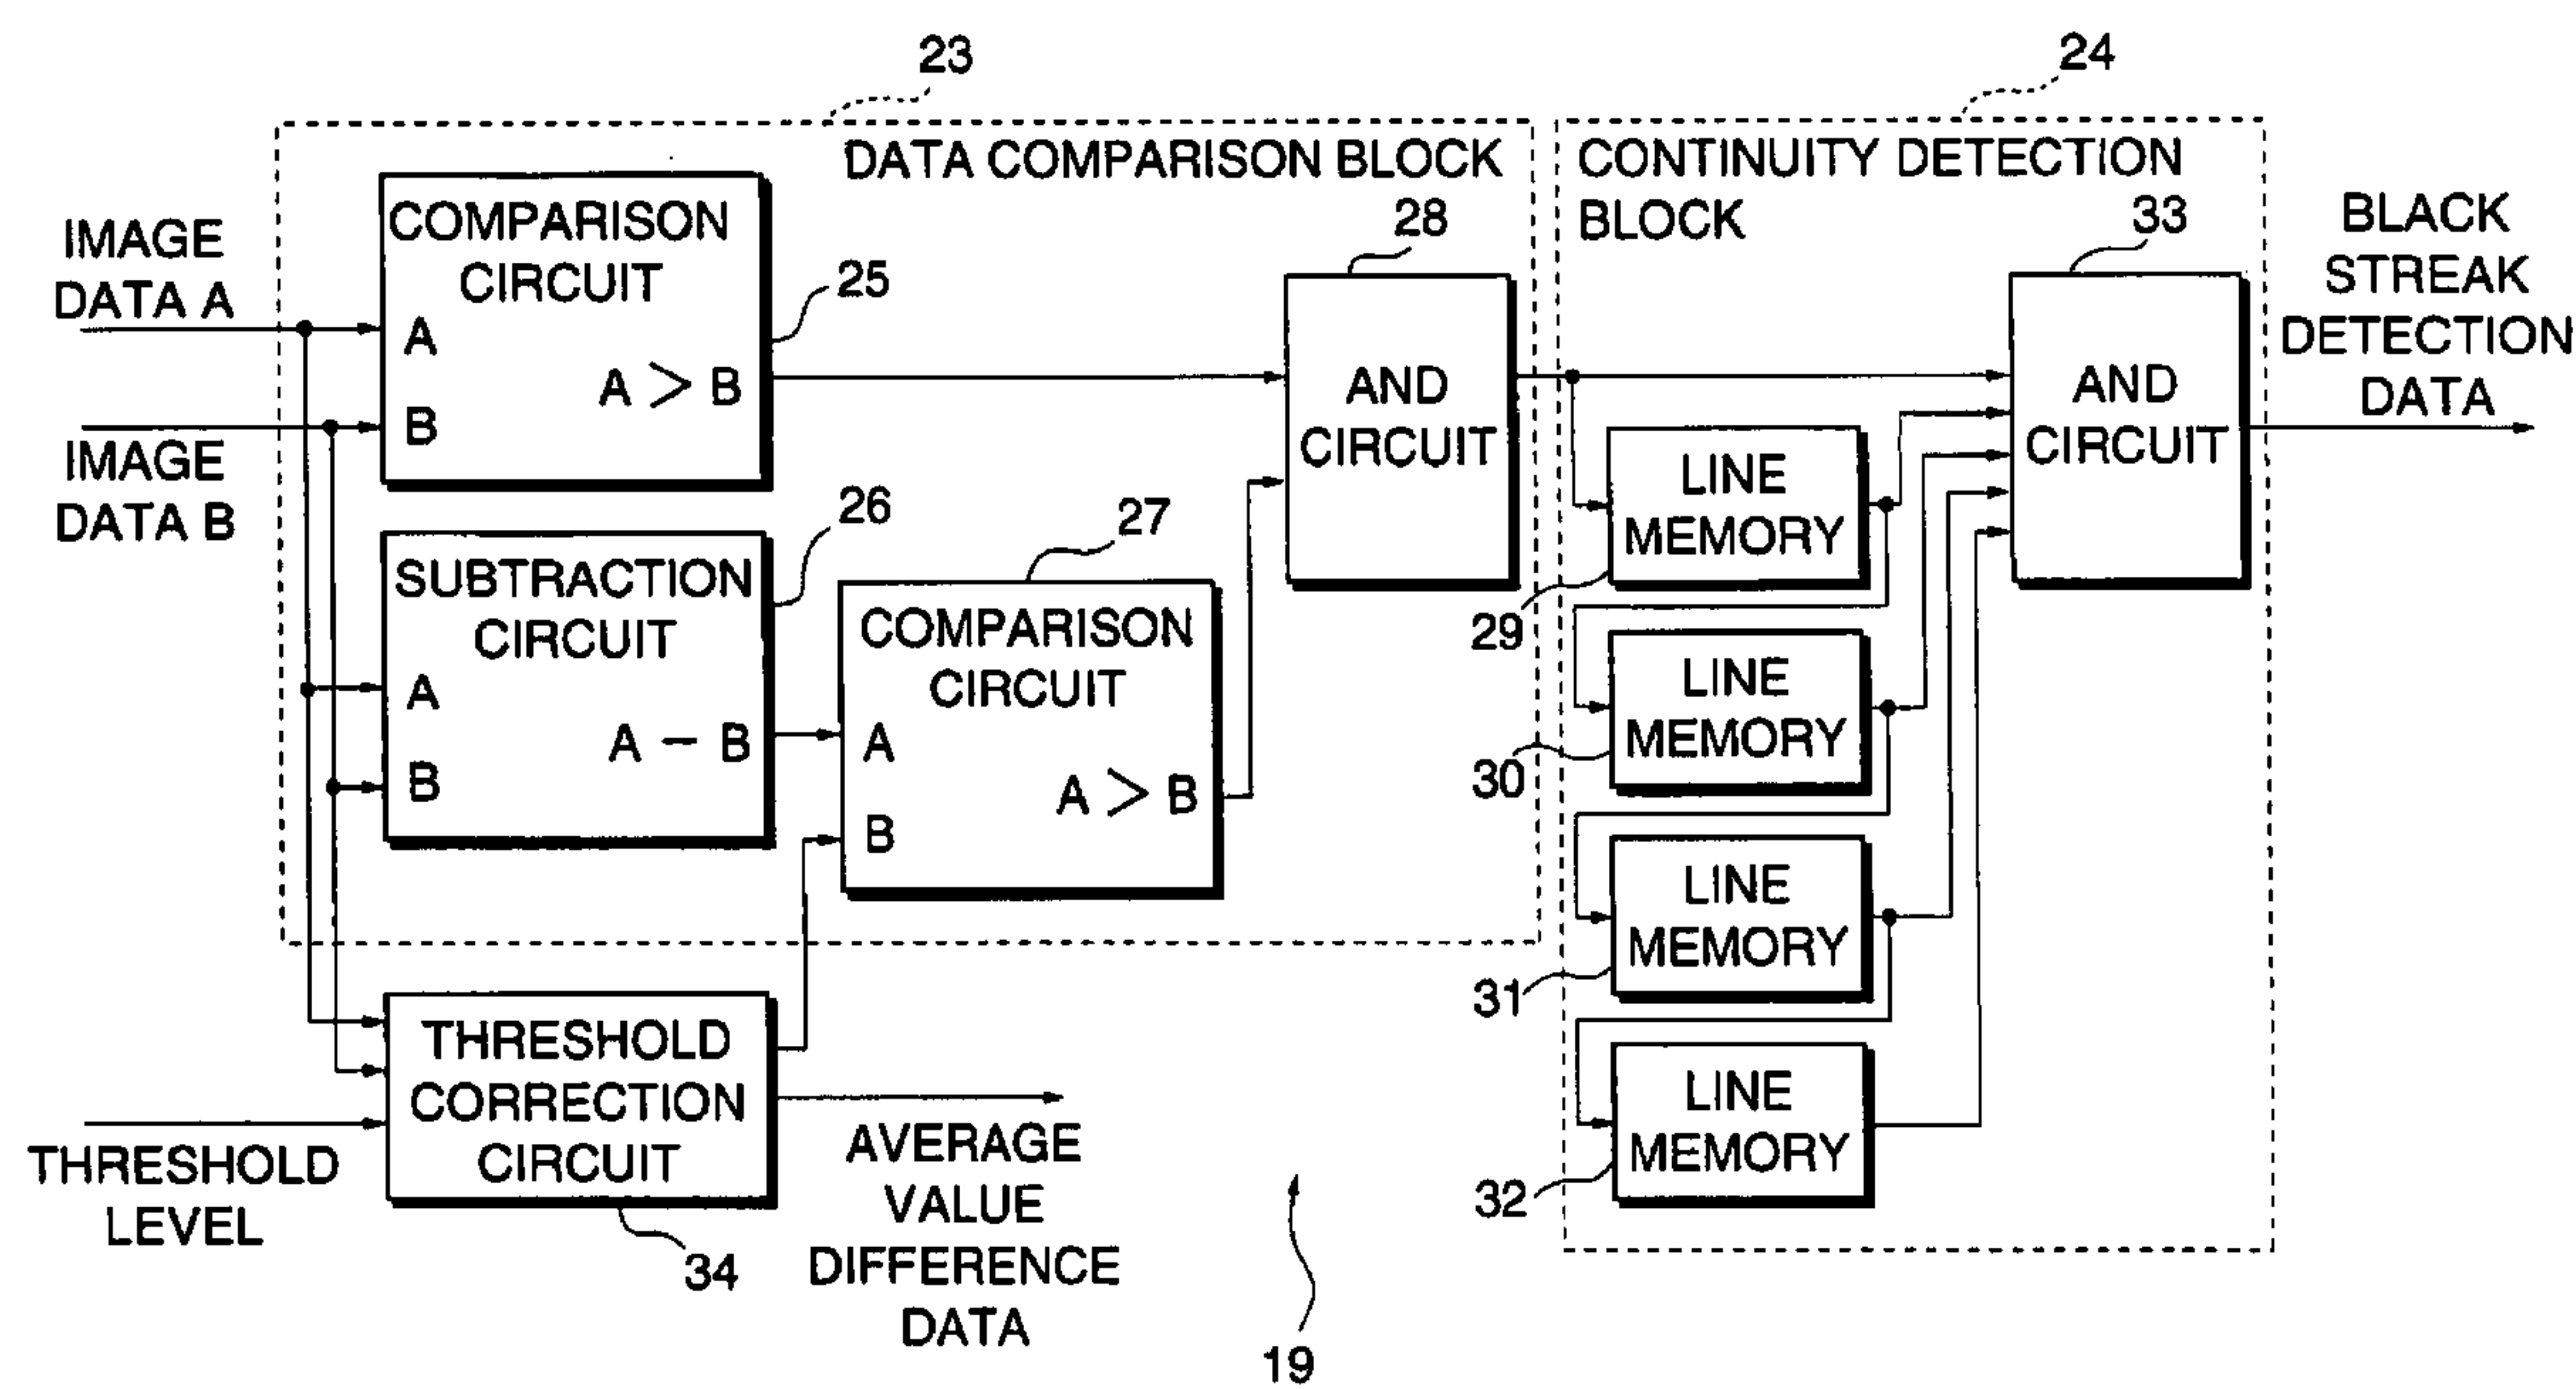 23
24
DATA COMPARISON BLOCK
CONTINUITY DETECTION
BLOCK
IMAGE
DATA A
IMAGE
DATA B
COMPARISON
CIRCUIT
A
A > B
B
25
SUBTRACTION
CIRCUIT
A
A − B
B
26
27
COMPARISON
CIRCUIT
A
A > B
B
28
AND
CIRCUIT
LINE
MEMORY
29
LINE
MEMORY
30
LINE
MEMORY
31
LINE
MEMORY
32
33
AND
CIRCUIT
BLACK
STREAK
DETECTION
DATA
THRESHOLD
LEVEL
THRESHOLD
CORRECTION
CIRCUIT
34
AVERAGE
VALUE
DIFFERENCE
DATA
19